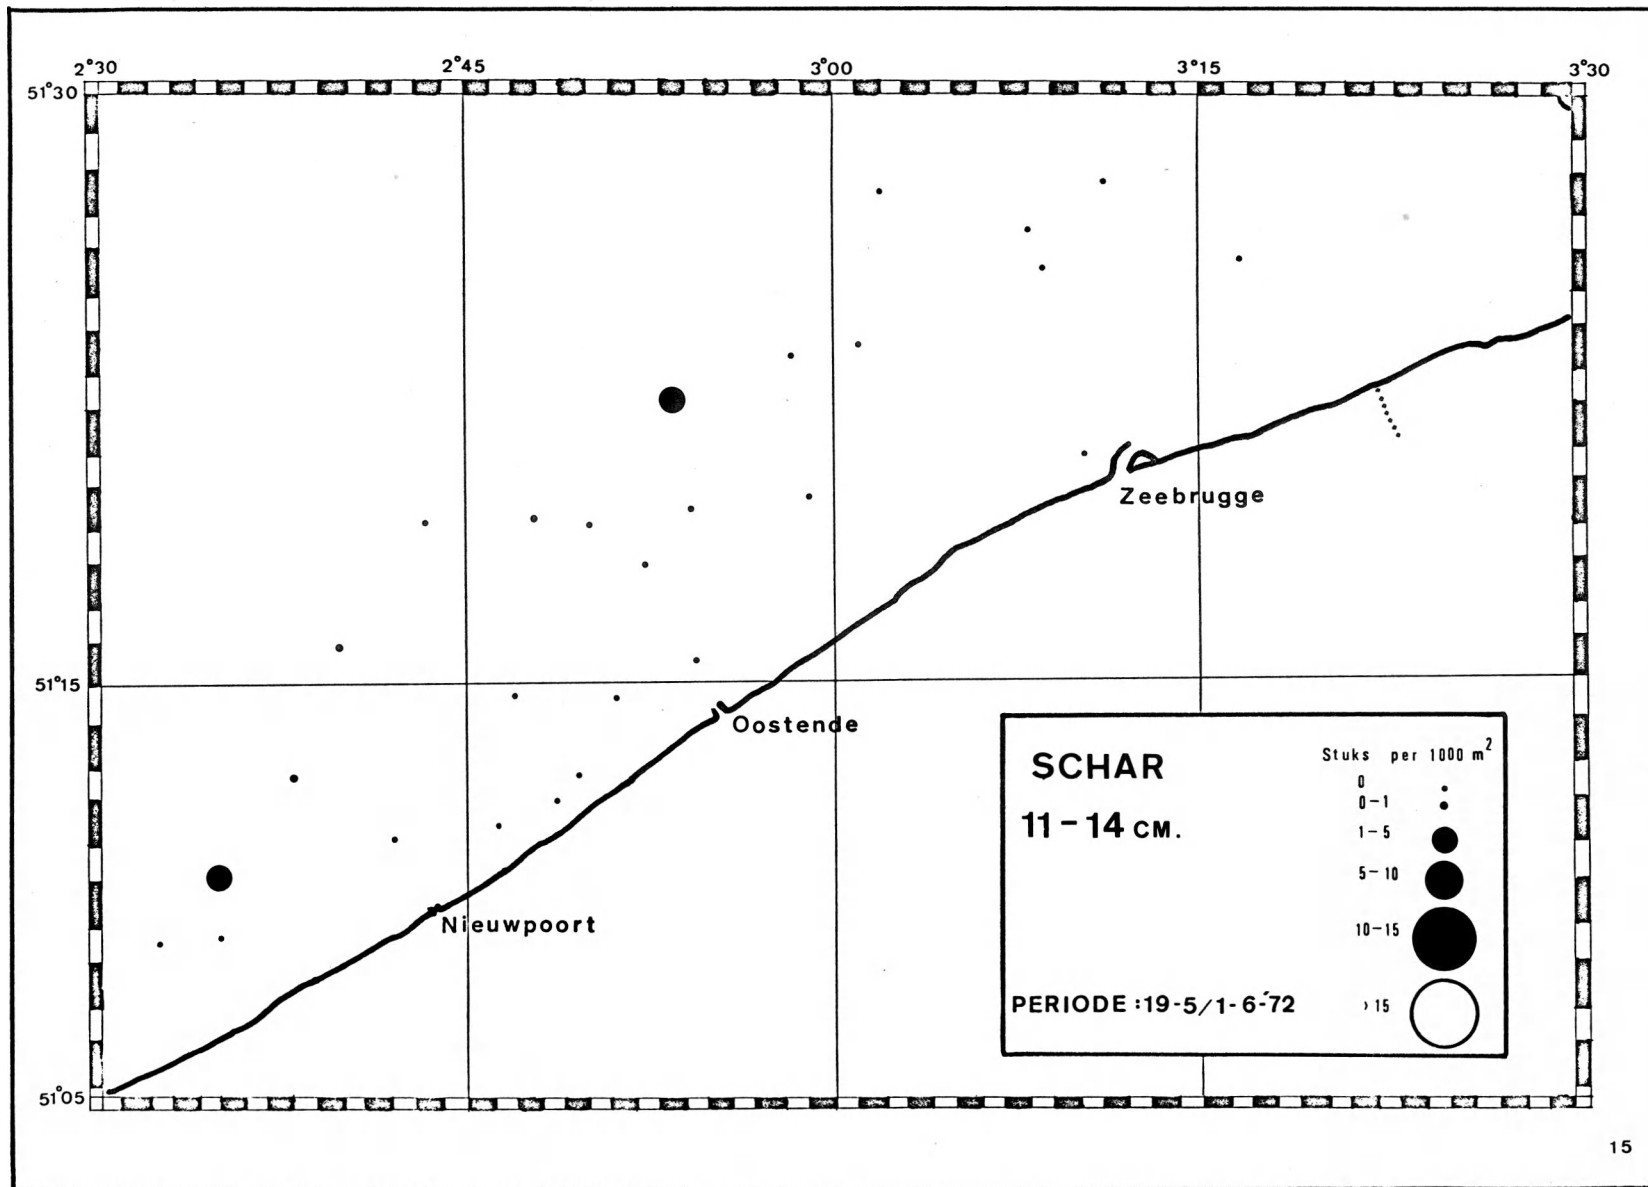 2°30 2°45 3°00 3°15 3°30
51°30
Zeebrugge
51°15
Oostende
SCHAR
11-14 CM.
Stuks per 1000 m²
0
0-1
1-5
5-10
10-15
>15
Nieuwpoort
PERIODE :19-5/1-6-'72
51°05
15